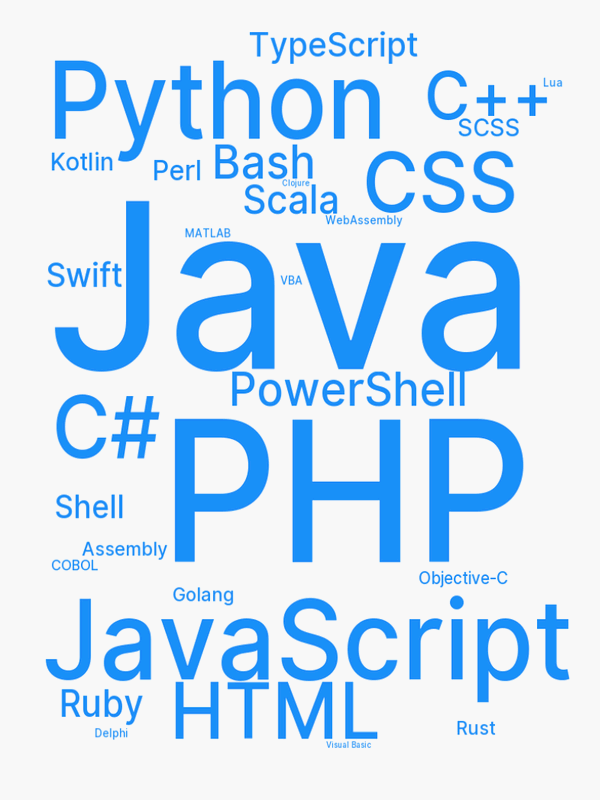 TypeScript
Python
C++
Lua
SCSS
Kotlin
Perl
Bash
CSS
Clojure
Scala
WebAssembly
MATLAB
Java
Swift
VBA
PowerShell
C#
PHP
Shell
Assembly
COBOL
Objective-C
Golang
JavaScript
Ruby
HTML
Delphi
Rust
Visual Basic